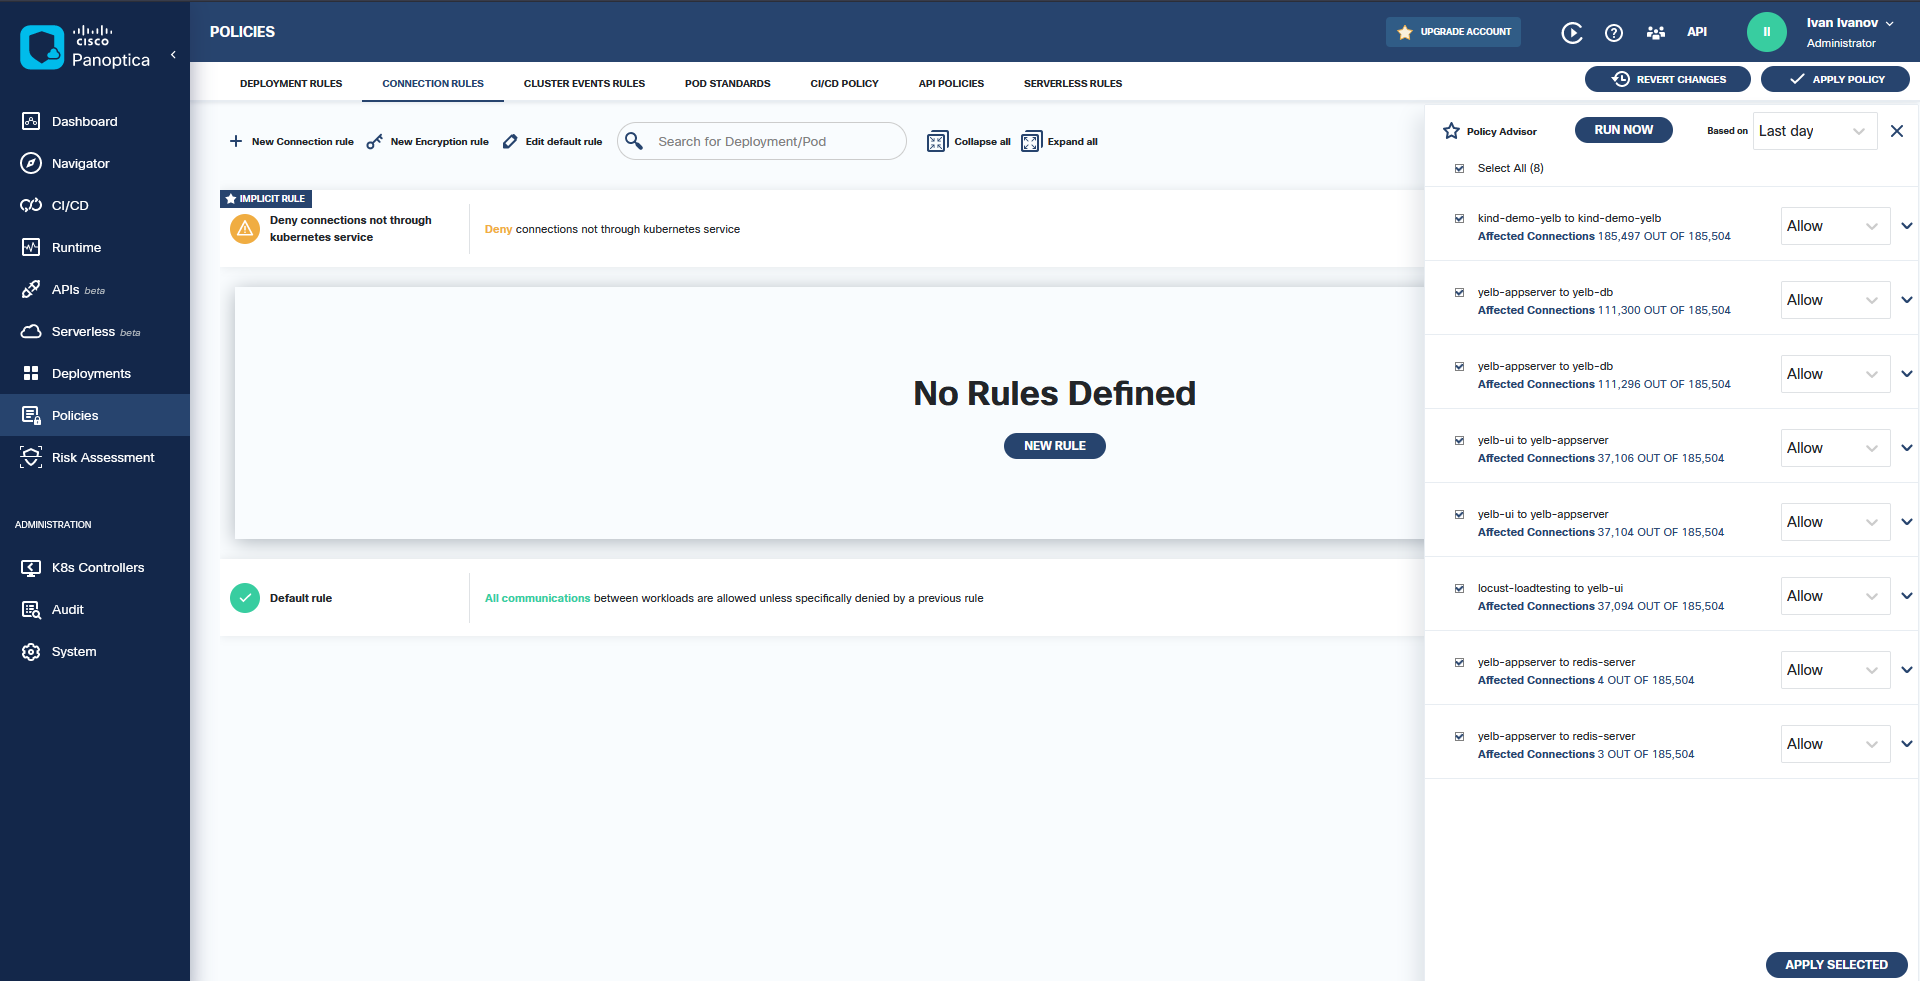 cisco
Panoptica
Dashboard
Navigator
CI/CD
Runtime
APIs beta
Serverless beta
Deployments
Policies
Risk Assessment
ADMINISTRATION
K8s Controllers
Audit
System
POLICIES
UPGRADE ACCOUNT
API
II
Ivan Ivanov
Administrator
DEPLOYMENT RULES
CONNECTION RULES
CLUSTER EVENTS RULES
POD STANDARDS
CI/CD POLICY
API POLICIES
SERVERLESS RULES
REVERT CHANGES
APPLY POLICY
New Connection rule
New Encryption rule
Edit default rule
Search for Deployment/Pod
Collapse all
Expand all
IMPLICIT RULE
Deny connections not through
kubernetes service
Deny connections not through kubernetes service
No Rules Defined
NEW RULE
Default rule
All communications between workloads are allowed unless specifically denied by a previous rule
Policy Advisor
RUN NOW
Based on
Last day
Select All (8)
kind-demo-yelb to kind-demo-yelb
Affected Connections 185,497 OUT OF 185,504
Allow
yelb-appserver to yelb-db
Affected Connections 111,300 OUT OF 185,504
Allow
yelb-appserver to yelb-db
Affected Connections 111,296 OUT OF 185,504
Allow
yelb-ui to yelb-appserver
Affected Connections 37,106 OUT OF 185,504
Allow
yelb-ui to yelb-appserver
Affected Connections 37,104 OUT OF 185,504
Allow
locust-loadtesting to yelb-ui
Affected Connections 37,094 OUT OF 185,504
Allow
yelb-appserver to redis-server
Affected Connections 4 OUT OF 185,504
Allow
yelb-appserver to redis-server
Affected Connections 3 OUT OF 185,504
Allow
APPLY SELECTED